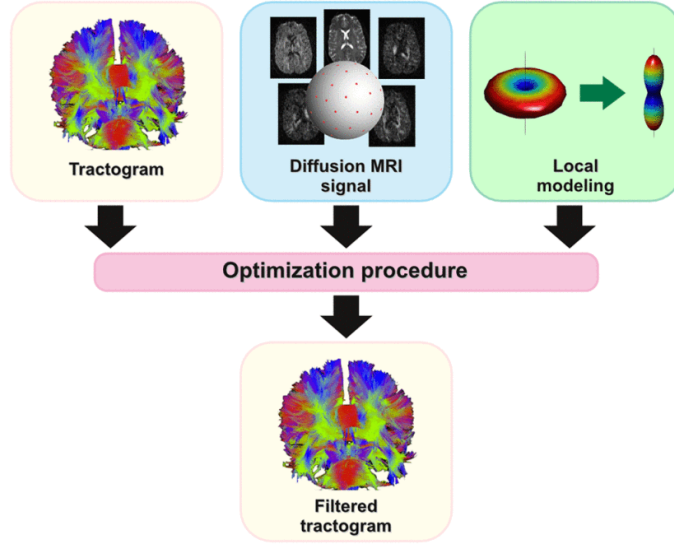 Tractogram
Diffusion MRI
signal
Local
modeling
Optimization procedure
Filtered
tractogram